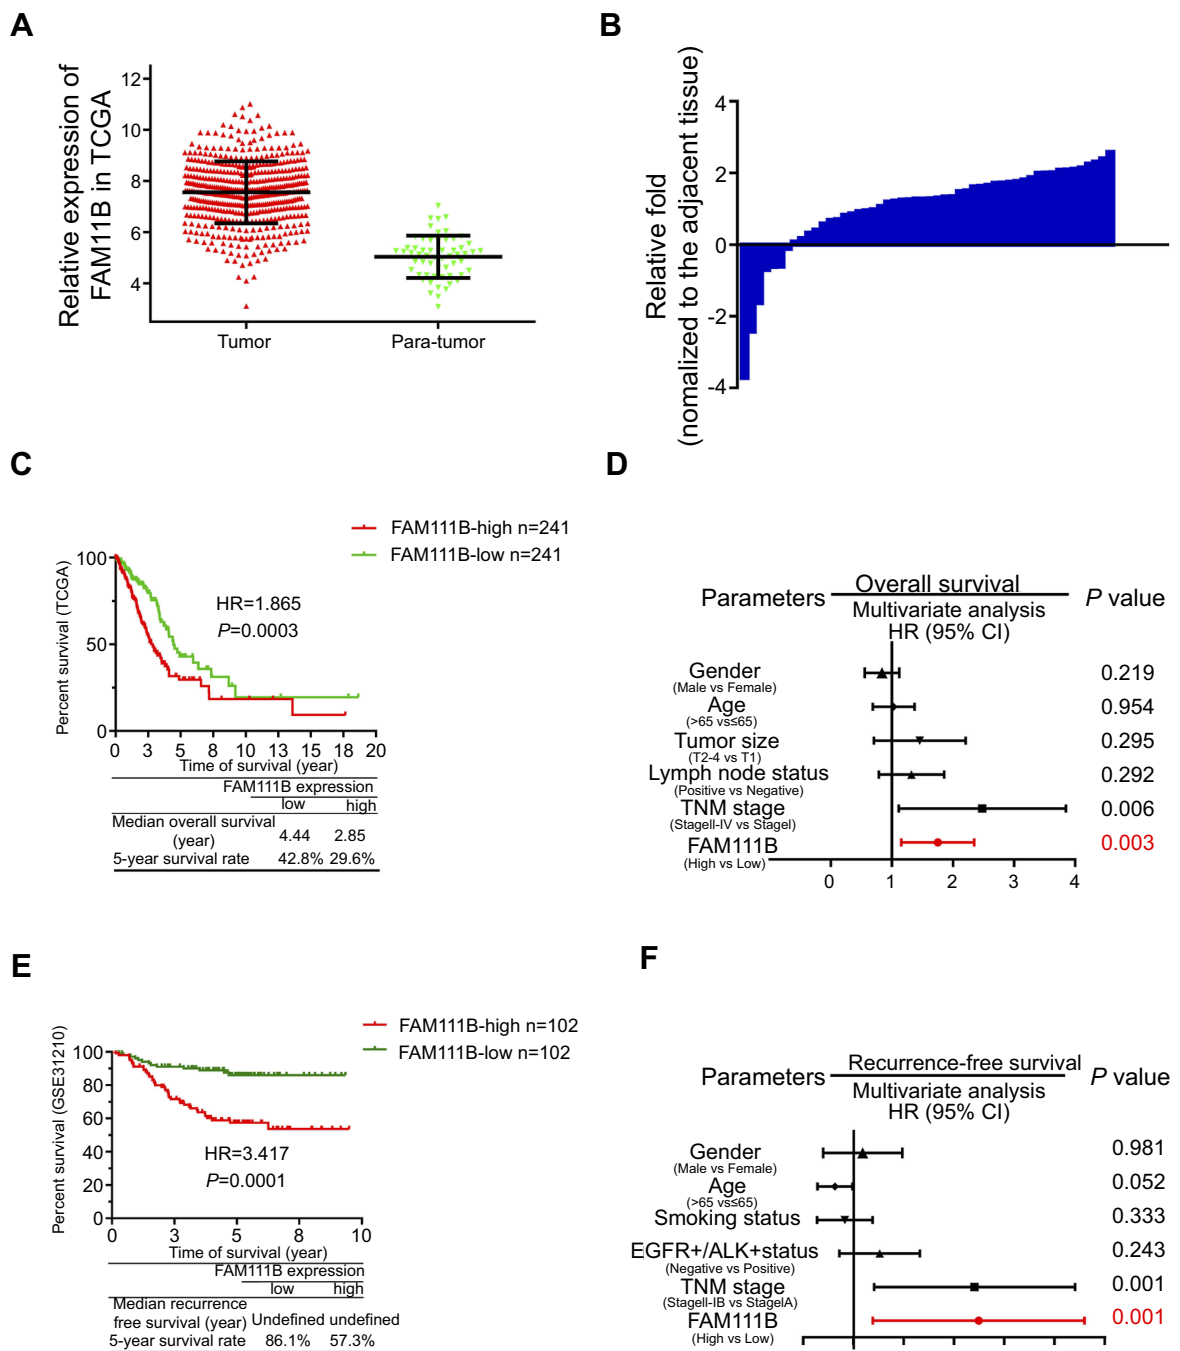 A
Relative expression of
FAM11B in TCGA
12
10
8
6
4
Tumor
Para-tumor
B
Relative fold
(nomalized to the adjacent tissue)
4
2
0
-2
-4
C
FAM111B-high n=241
FAM111B-low n=241
Percent survival (TCGA)
100
50
0
HR=1.865
P=0.0003
0 3 5 8 10 13 15 18 20
Time of survival (year)
FAM111B expression
low high
Median overall survival
(year) 4.44 2.85
5-year survival rate 42.8% 29.6%
D
Parameters Overall survival P value
Multivariate analysis
HR (95% CI)
Gender 0.219
(Male vs Female)
Age 0.954
(>65 vs≤65)
Tumor size 0.295
(T2-4 vs T1)
Lymph node status 0.292
(Positive vs Negative)
TNM stage 0.006
(StageII-IV vs StageI)
FAM111B 0.003
(High vs Low)
0 1 2 3 4
E
FAM111B-high n=102
FAM111B-low n=102
Percent survival (GSE31210)
100
80
60
40
20
0
HR=3.417
P=0.0001
0 3 5 8 10
Time of survival (year)
FAM111B expression
low high
Median recurrence
free survival (year) Undefined undefined
5-year survival rate 86.1% 57.3%
F
Parameters Recurrence-free survival P value
Multivariate analysis
HR (95% CI)
Gender 0.981
(Male vs Female)
Age 0.052
(>65 vs≤65)
Smoking status 0.333
EGFR+/ALK+status 0.243
(Negative vs Positive)
TNM stage 0.001
(StageII-IB vs StageIA)
FAM111B 0.001
(High vs Low)